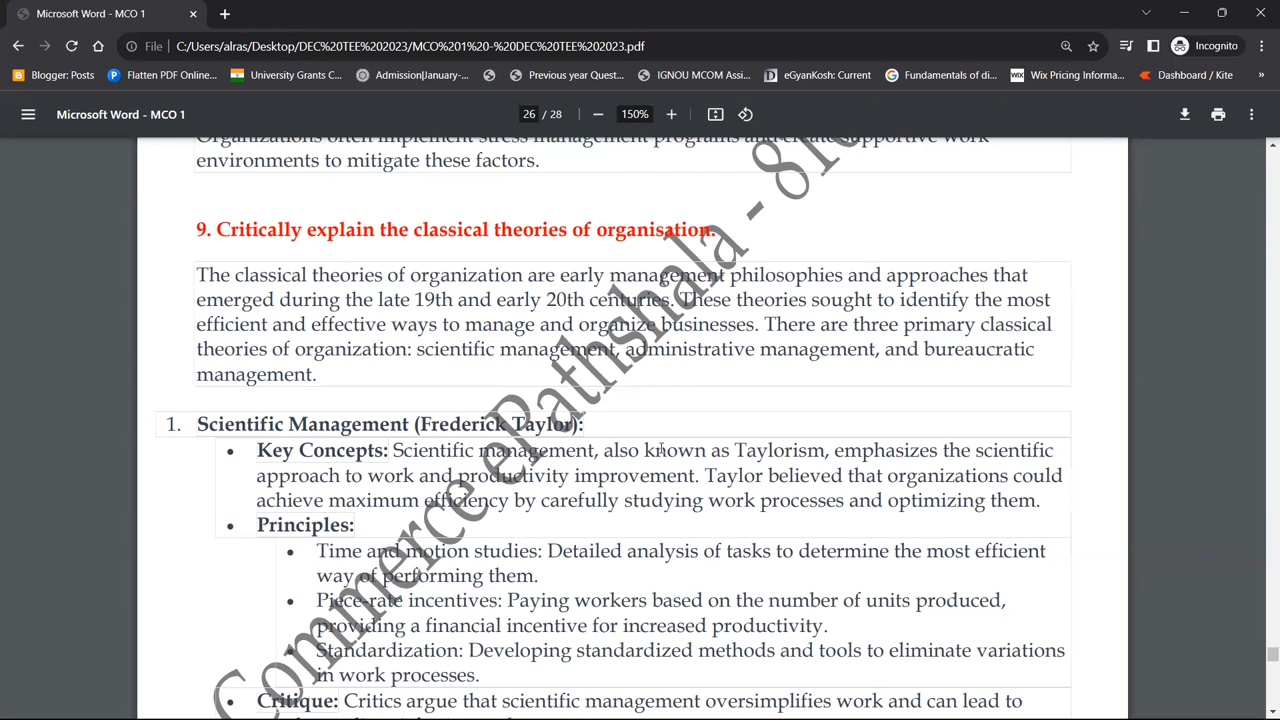 Microsoft Word - MCO 1
File C:/Users/alras/Desktop/DEC%20TEE%202023/MCO%201%20-%20DEC%20TEE%202023.pdf
Incognito
Blogger: Posts
Flatten PDF Online...
University Grants C...
Admission|January-...
Previous year Quest...
IGNOU MCOM Assi...
eGyanKosh: Current
Fundamentals of di...
Wix Pricing Informa...
Dashboard / Kite
»
Microsoft Word - MCO 1
26 / 28
150%
Organizations often implement stress management programs and create supportive work
environments to mitigate these factors.
9. Critically explain the classical theories of organisation.
The classical theories of organization are early management philosophies and approaches that
emerged during the late 19th and early 20th centuries. These theories sought to identify the most
efficient and effective ways to manage and organize businesses. There are three primary classical
theories of organization: scientific management, administrative management, and bureaucratic
management.
1. Scientific Management (Frederick Taylor):
• Key Concepts: Scientific management, also known as Taylorism, emphasizes the scientific
approach to work and productivity improvement. Taylor believed that organizations could
achieve maximum efficiency by carefully studying work processes and optimizing them.
• Principles:
• Time and motion studies: Detailed analysis of tasks to determine the most efficient
way of performing them.
• Piece-rate incentives: Paying workers based on the number of units produced,
providing a financial incentive for increased productivity.
• Standardization: Developing standardized methods and tools to eliminate variations
in work processes.
• Critique: Critics argue that scientific management oversimplifies work and can lead to
Commerce ePathshala -